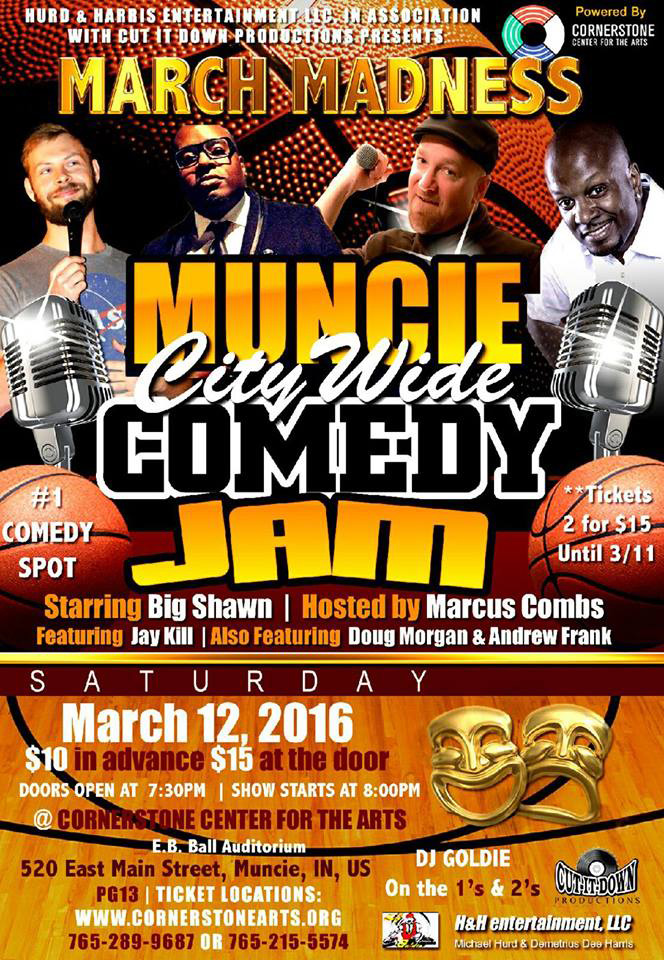 HURD & HARRIS ENTERTAINMENT LLC. IN ASSOCIATION
WITH CUT IT DOWN PRODUCTIONS PRESENTS
Powered By
CORNERSTONE
CENTER FOR THE ARTS
MARCH MADNESS
MUNCIE
City Wide
COMEDY
JAM
#1
COMEDY
SPOT
**Tickets
2 for $15
Until 3/11
Starring Big Shawn | Hosted by Marcus Combs
Featuring Jay Kill | Also Featuring Doug Morgan & Andrew Frank
SATURDAY
March 12, 2016
$10 in advance $15 at the door
DOORS OPEN AT 7:30PM | SHOW STARTS AT 8:00PM
@ CORNERSTONE CENTER FOR THE ARTS
E.B. Ball Auditorium
520 East Main Street, Muncie, IN, US
PG13 | TICKET LOCATIONS:
WWW.CORNERSTONEARTS.ORG
765-289-9687 OR 765-215-5574
DJ GOLDIE
On the 1's & 2's
CUT-IT-DOWN
PRODUCTIONS
H&H entertainment, LLC
Michael Hurd & Demetrius Dee Harris